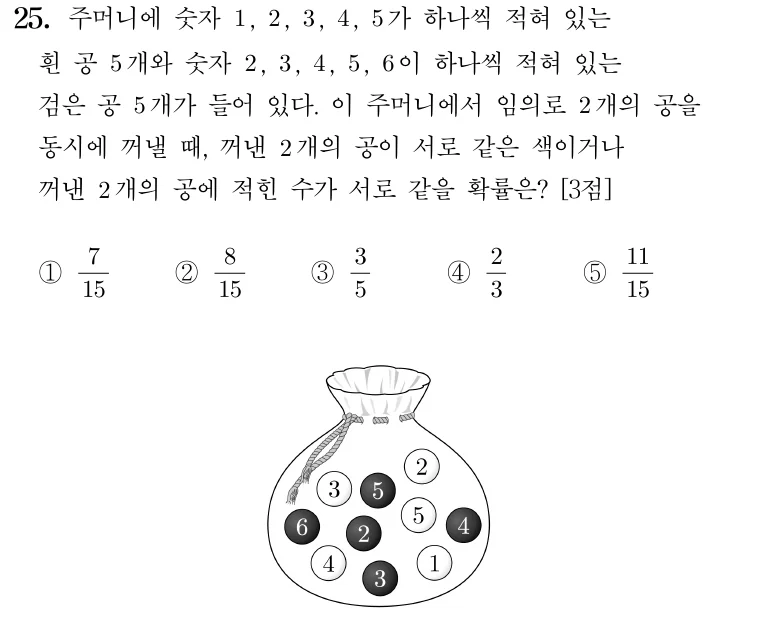 25. 주머니에 숫자 1, 2, 3, 4, 5가 하나씩 적혀 있는
흰 공 5개와 숫자 2, 3, 4, 5, 6이 하나씩 적혀 있는
검은 공 5개가 들어 있다. 이 주머니에서 임의로 2개의 공을
동시에 꺼낼 때, 꺼낸 2개의 공이 서로 같은 색이거나
꺼낸 2개의 공에 적힌 수가 서로 같을 확률은? [3점]
① 7/15 ② 8/15 ③ 3/5 ④ 2/3 ⑤ 11/15
2
3 5
5
6 2 4
4 1
3